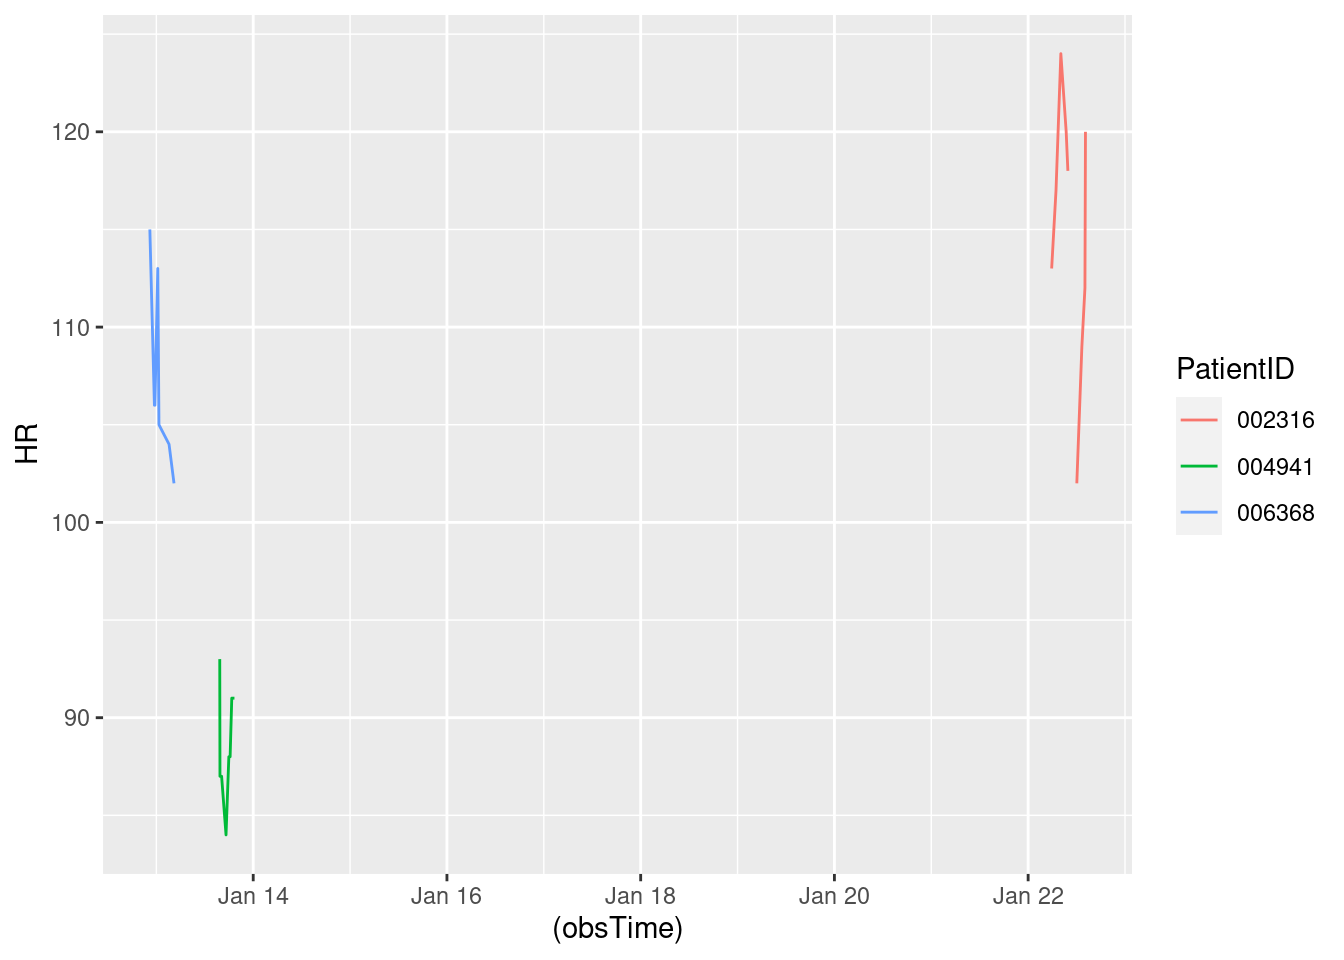 120
110
100
90
HR
Jan 14
Jan 16
Jan 18
Jan 20
Jan 22
(obsTime)
PatientID
002316
004941
006368